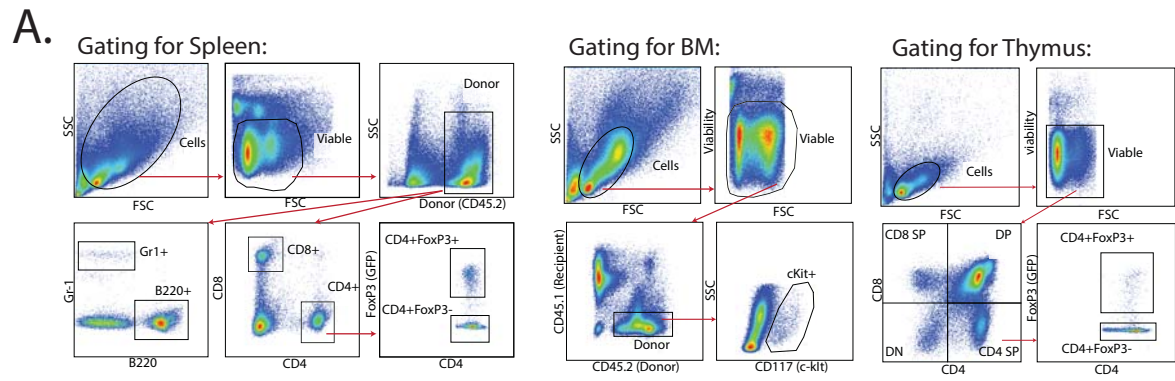 A.
Gating for Spleen:
SSC
Cells
FSC
Viable
FSC
SSC
Donor
Donor (CD45.2)
Gr-1
Gr1+
B220+
B220
CD8
CD8+
CD4+
CD4
FoxP3 (GFP)
CD4+FoxP3+
CD4+FoxP3-
CD4
Gating for BM:
SSC
Cells
FSC
Viability
Viable
FSC
CD45.1 (Recipient)
Donor
CD45.2 (Donor)
SSC
cKit+
CD117 (c-kIt)
Gating for Thymus:
SSC
Cells
FSC
viability
Viable
FSC
CD8
CD8 SP
DP
DN
CD4 SP
CD4
FoxP3 (GFP)
CD4+FoxP3+
CD4+FoxP3-
CD4